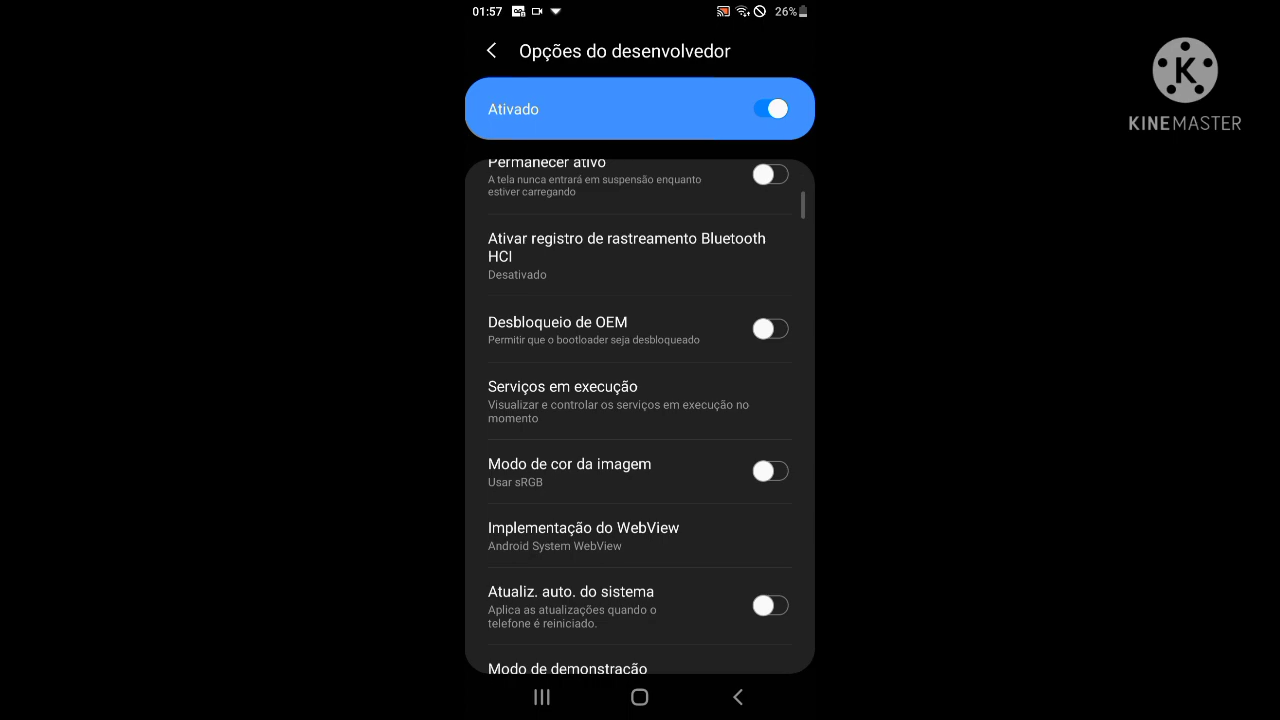 01:57
26%
Opções do desenvolvedor
K
KINEMASTER
Ativado
Permanecer ativo
A tela nunca entrará em suspensão enquanto
estiver carregando
Ativar registro de rastreamento Bluetooth
HCI
Desativado
Desbloqueio de OEM
Permitir que o bootloader seja desbloqueado
Serviços em execução
Visualizar e controlar os serviços em execução no
momento
Modo de cor da imagem
Usar sRGB
Implementação do WebView
Android System WebView
Atualiz. auto. do sistema
Aplica as atualizações quando o
telefone é reiniciado.
Modo de demonstração